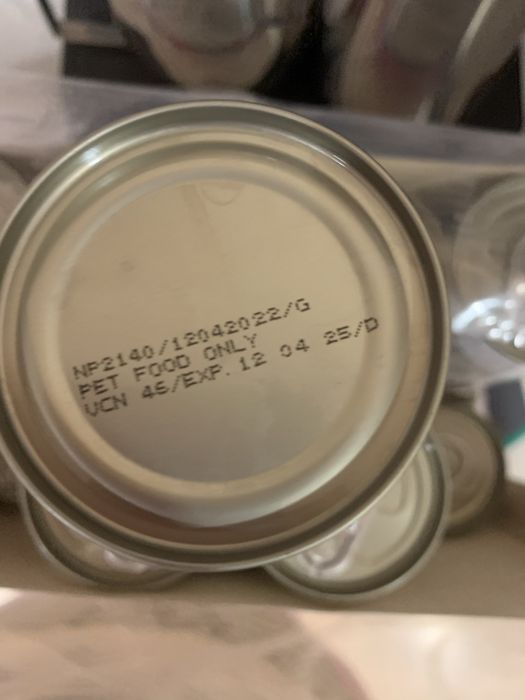 NP2140/12042022/G
PET FOOD ONLY
VCN 46/EXP. 12 04 25/D